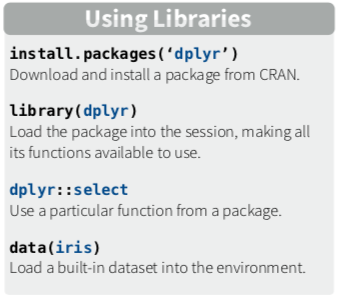 Using Libraries
install.packages(‘dplyr’)
Download and install a package from CRAN.
library(dplyr)
Load the package into the session, making all
its functions available to use.
dplyr::select
Use a particular function from a package.
data(iris)
Load a built-in dataset into the environment.